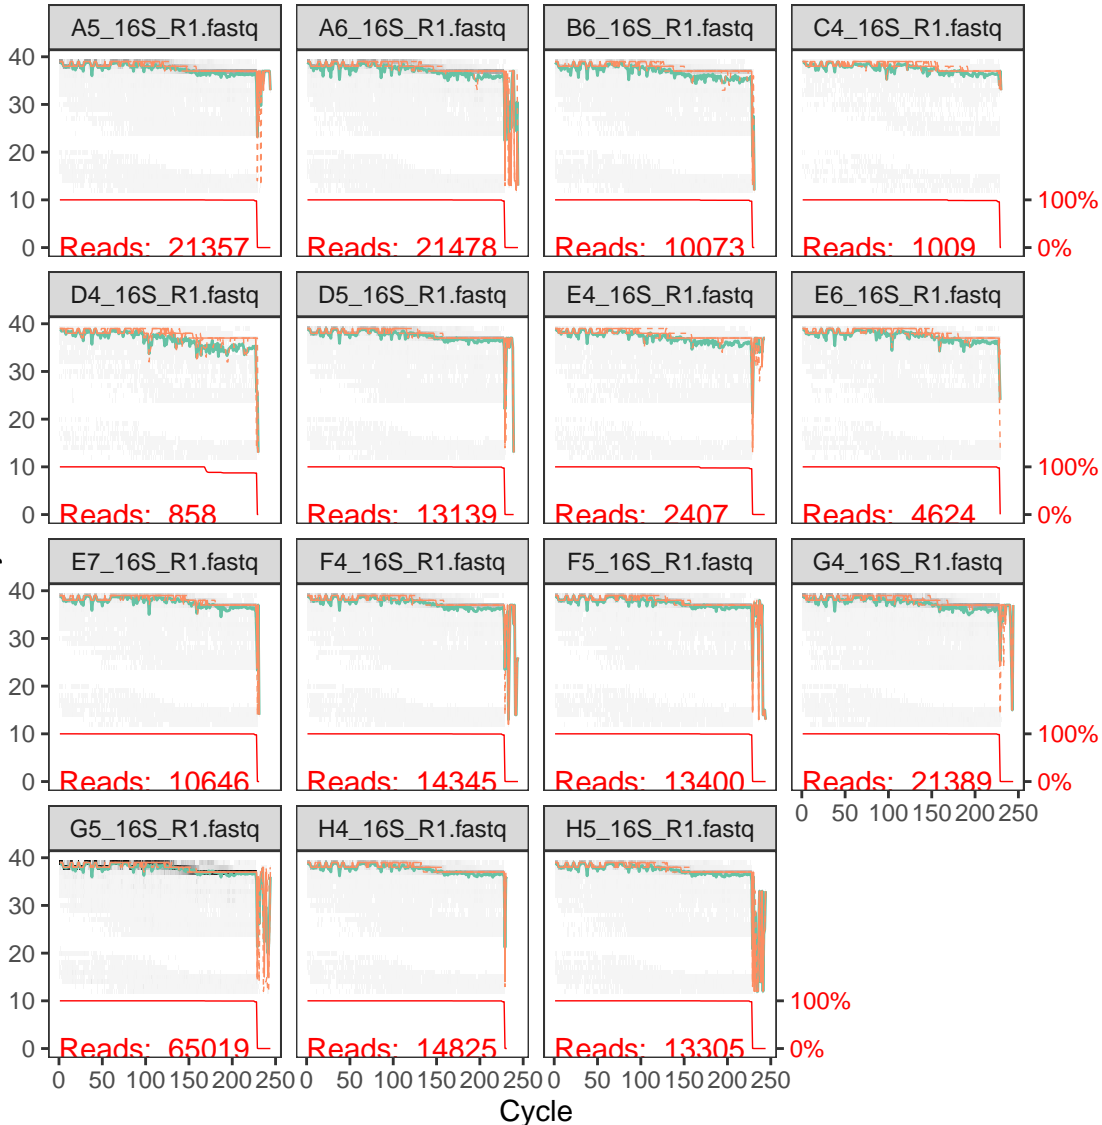 A5_16S_R1.fastq A6_16S_R1.fastq B6_16S_R1.fastq C4_16S_R1.fastq
40
30
20
10 100%
0 Reads: 21357 Reads: 21478 Reads: 10073 Reads: 1009 0%
D4_16S_R1.fastq D5_16S_R1.fastq E4_16S_R1.fastq E6_16S_R1.fastq
40
30
20
10 100%
0 Reads: 858 Reads: 13139 Reads: 2407 Reads: 4624 0%
E7_16S_R1.fastq F4_16S_R1.fastq F5_16S_R1.fastq G4_16S_R1.fastq
40
30
20
10 100%
0 Reads: 10646 Reads: 14345 Reads: 13400 Reads: 21389 0%
0 50 100 150 200 250
G5_16S_R1.fastq H4_16S_R1.fastq H5_16S_R1.fastq
40
30
20
10 100%
0 Reads: 65019 Reads: 14825 Reads: 13305 0%
0 50 100 150 200 250 0 50 100 150 200 250 0 50 100 150 200 250
Cycle